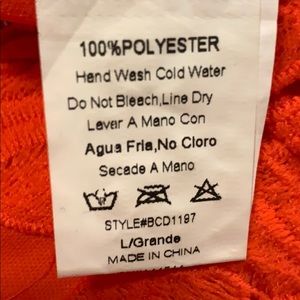 100%POLYESTER
Hand Wash Cold Water
Do Not Bleach,Line Dry
Lavar A Mano Con
Agua Fria,No Cloro
Secade A Mano
STYLE#BCD1197
L/Grande
MADE IN CHINA